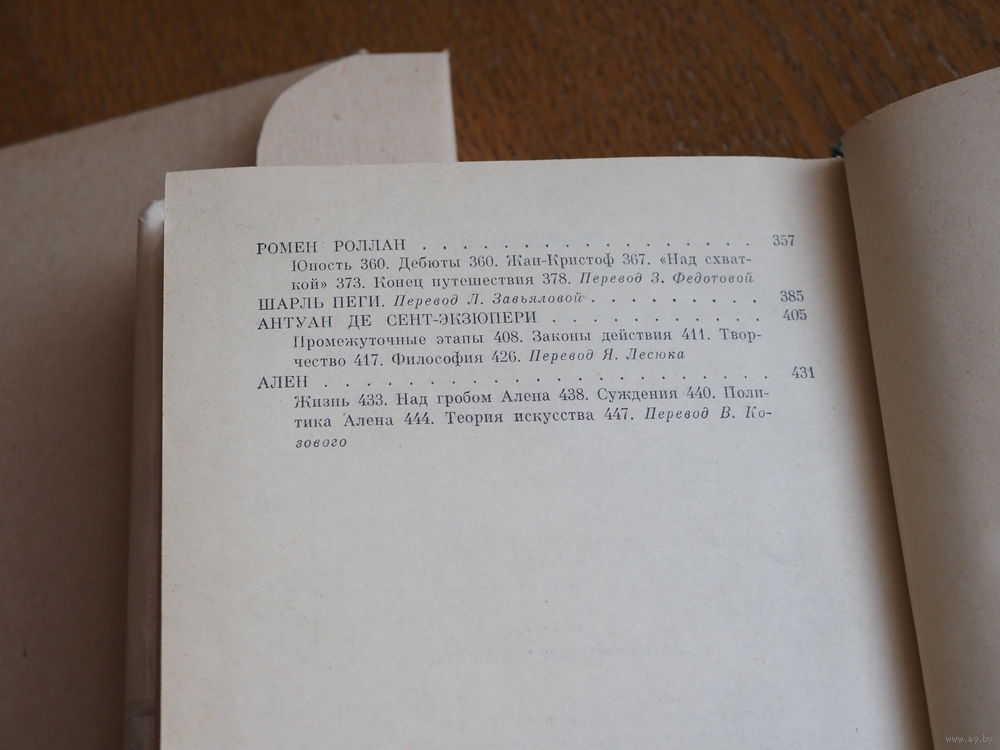 РОМЕН РОЛЛАН . . . . . . . . . . . . . . . . . 357
Юность 360. Дебюты 360. Жан-Кристоф 367. «Над схват-
кой» 373. Конец путешествия 378. Перевод З. Федотовой
ШАРЛЬ ПЕГИ. Перевод Л. Завьяловой . . . . . . . . . 385
АНТУАН ДЕ СЕНТ-ЭКЗЮПЕРИ . . . . . . . . . . . 405
Промежуточные этапы 408. Законы действия 411. Твор-
чество 417. Философия 426. Перевод Я. Лесюка
АЛЕН . . . . . . . . . . . . . . . . . . . . . . . 431
Жизнь 433. Над гробом Алена 438. Суждения 440. Поли-
тика Алена 444. Теория искусства 447. Перевод В. Ко-
зового
www.ay.by